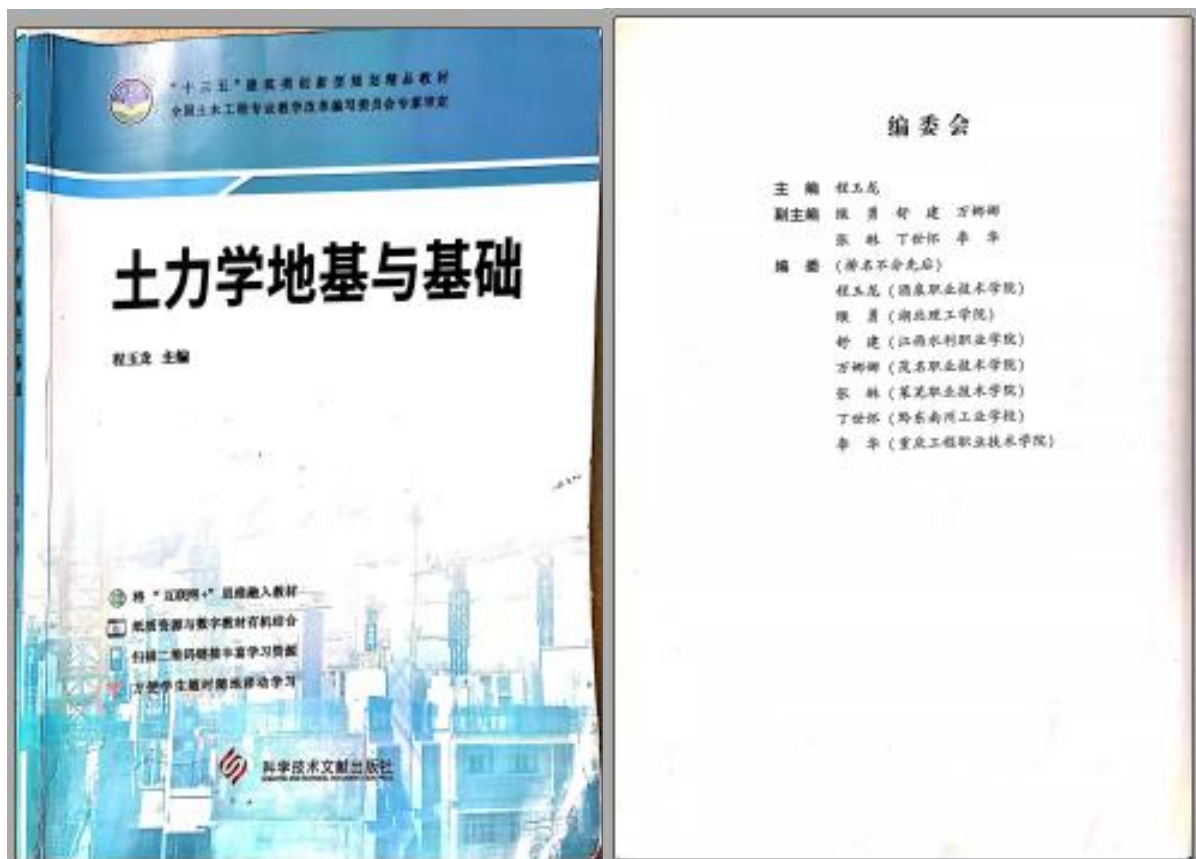 "十三五"建筑类创新型规划精品教材
全国土木工程专业教学改革编写委员会专家审定
土力学地基与基础
程玉龙 主编
将"互联网+"思维融入教材
纸质资源与数字教材有机结合
扫描二维码链接丰富学习资源
方便学生随时随地移动学习
科学技术文献出版社
编委会
主 编 程玉龙
副主编 勇 舒 建 万娜娜
张 林 丁世怀 李 华
编 委 (排名不分先后)
程玉龙(酒泉职业技术学院)
勇(湖北理工学院)
舒 建(江西水利职业学院)
万娜娜(茂名职业技术学院)
张 林(莱芜职业技术学院)
丁世怀(黔东南州工业学校)
李 华(重庆工程职业技术学院)